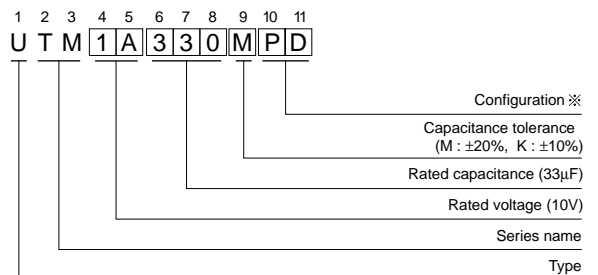 1 2 3 4 5 6 7 8 9 10 11
U T M 1 A 3 3 0 M P D
Configuration ※
Capacitance tolerance
(M : ±20%, K : ±10%)
Rated capacitance (33µF)
Rated voltage (10V)
Series name
Type